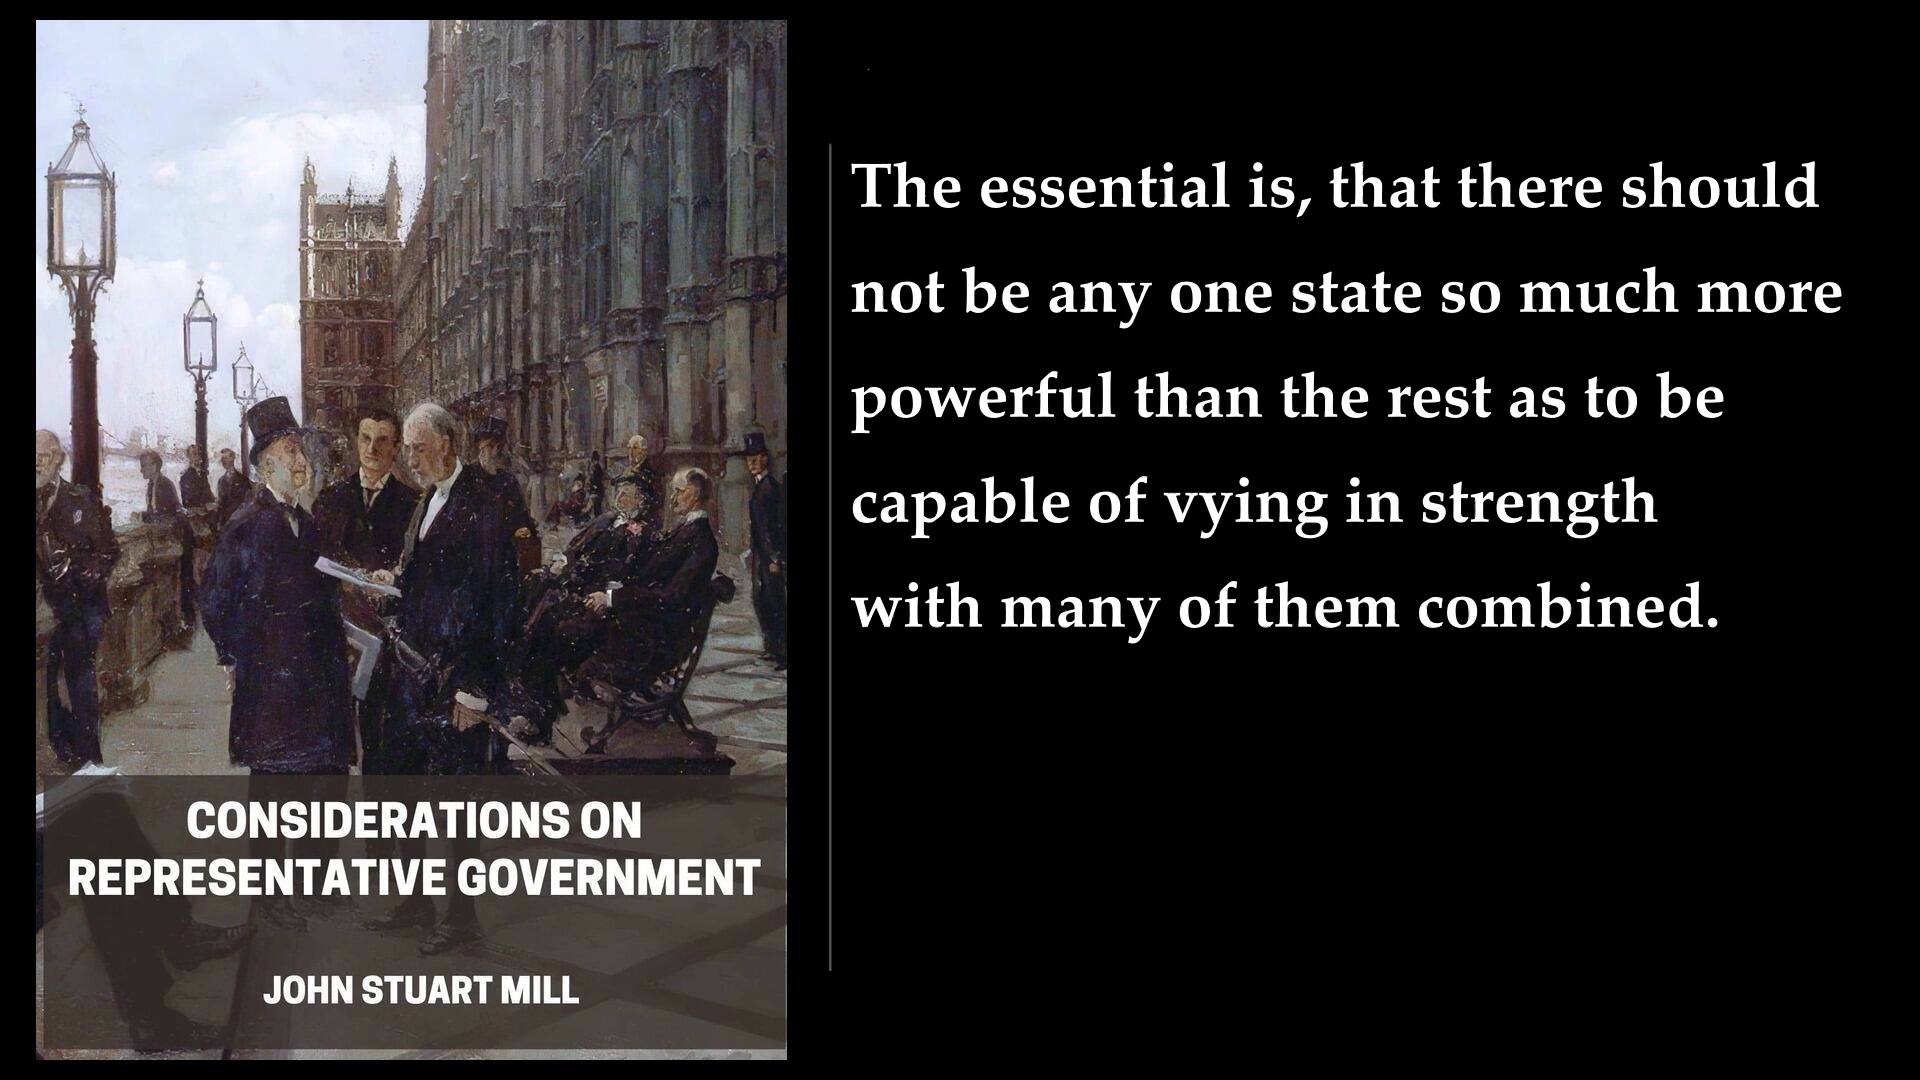 CONSIDERATIONS ON
REPRESENTATIVE GOVERNMENT
JOHN STUART MILL
The essential is, that there should
not be any one state so much more
powerful than the rest as to be
capable of vying in strength
with many of them combined.